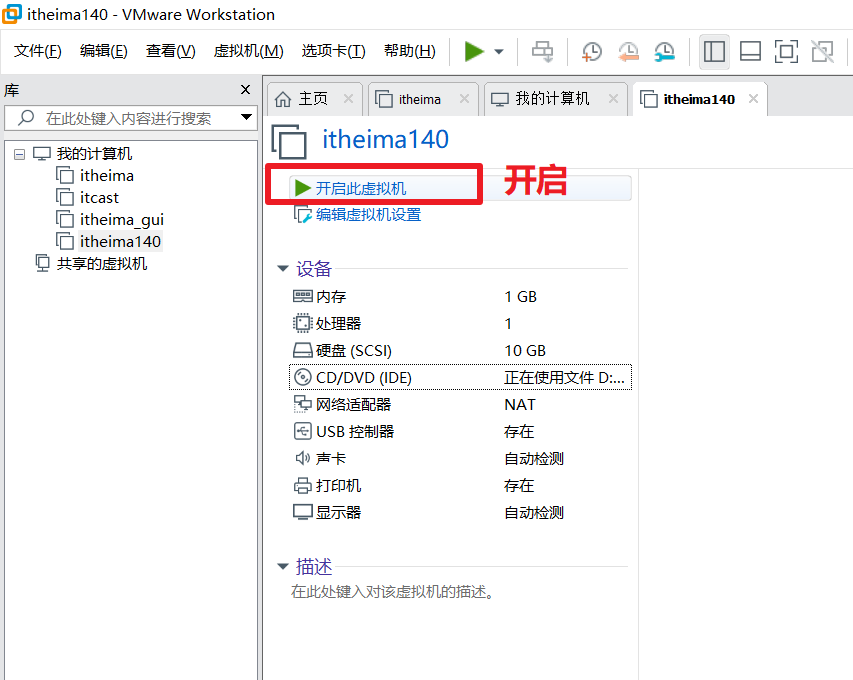 itheima140 - VMware Workstation
文件(F) 编辑(E) 查看(V) 虚拟机(M) 选项卡(T) 帮助(H)
库
在此处键入内容进行搜索
我的计算机
itheima
itcast
itheima_gui
itheima140
共享的虚拟机
主页 itheima 我的计算机 itheima140
itheima140
开启此虚拟机 开启
编辑虚拟机设置
设备
内存 1 GB
处理器 1
硬盘 (SCSI) 10 GB
CD/DVD (IDE) 正在使用文件 D:...
网络适配器 NAT
USB 控制器 存在
声卡 自动检测
打印机 存在
显示器 自动检测
描述
在此处键入对该虚拟机的描述。